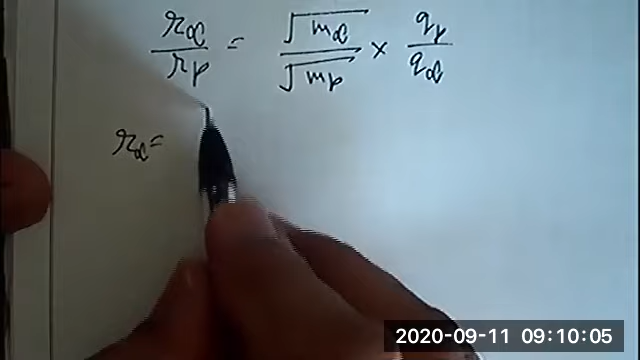 r_α/r_p = √m_α/√m_p × q_p/q_α
r_α =
2020-09-11 09:10:05